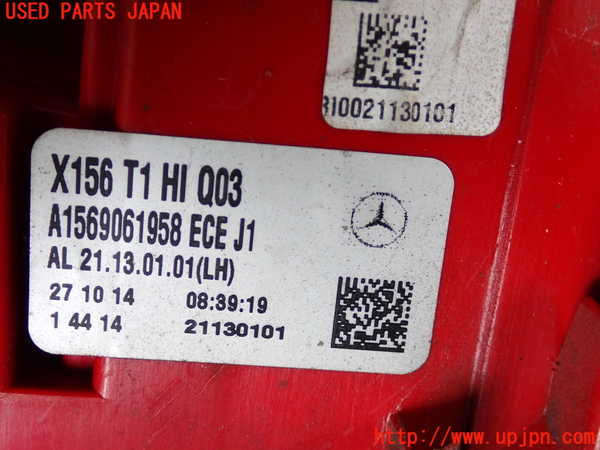 USED PARTS JAPAN
310021130101
X156 T1 HI Q03
A1569061958 ECE J1
AL 21.13.01.01(LH)
27 10 14 08:39:19
1 44 14 21130101
http://www.upjpn.com